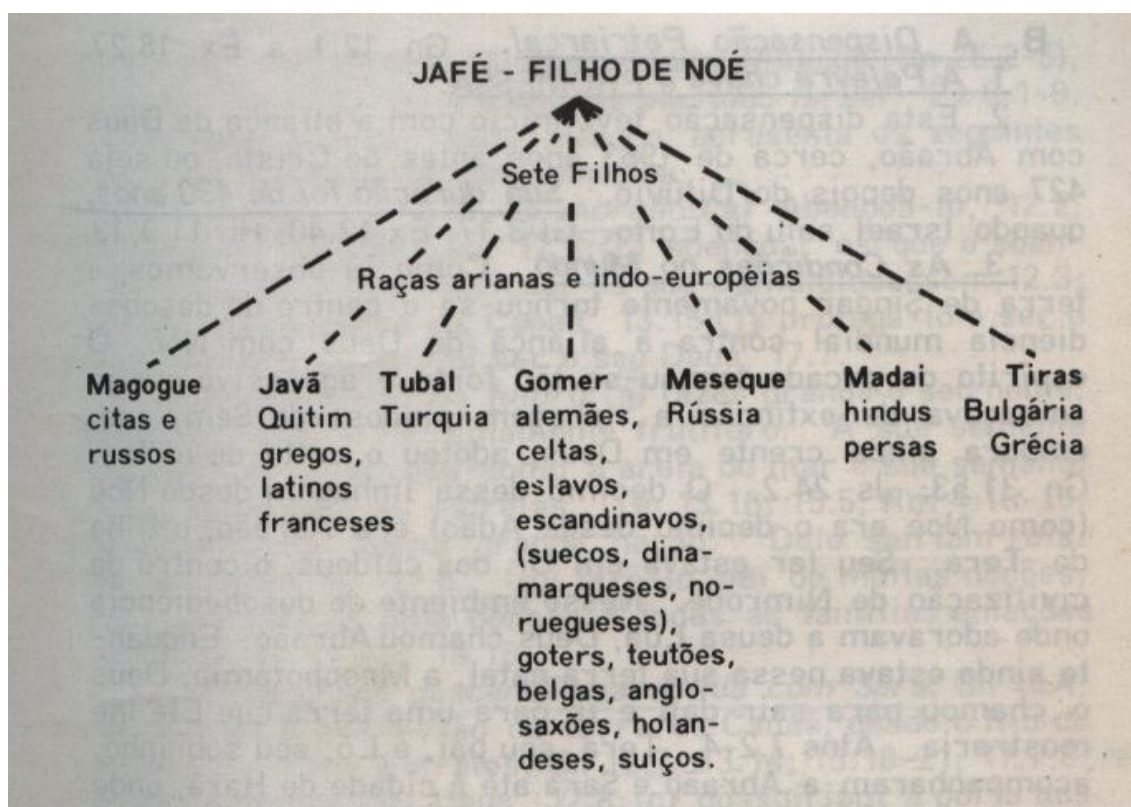 JAFÉ - FILHO DE NOÉ
Sete Filhos
Raças arianas e indo-européias
Magogue
citas e
russos
Javã
Quitim
gregos,
latinos
franceses
Tubal
Turquia
Gomer
alemães,
celtas,
eslavos,
escandinavos,
(suecos, dina-
marqueses, no-
ruegueses),
goters, teutões,
belgas, anglo-
saxões, holan-
deses, suiços.
Meseque
Rússia
Madai
hindus
persas
Tiras
Bulgária
Grécia